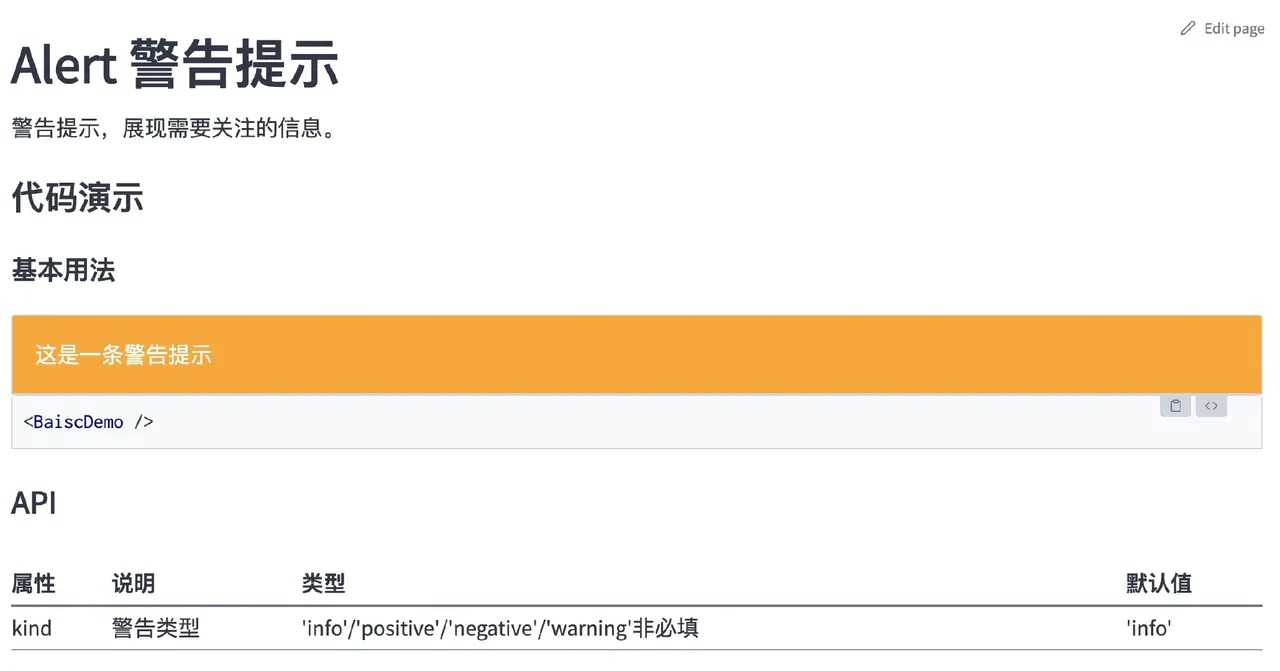 Edit page
Alert 警告提示
警告提示，展现需要关注的信息。
代码演示
基本用法
这是一条警告提示
<BaiscDemo />
API
属性 说明 类型 默认值
kind 警告类型 'info'/'positive'/'negative'/'warning'非必填 'info'